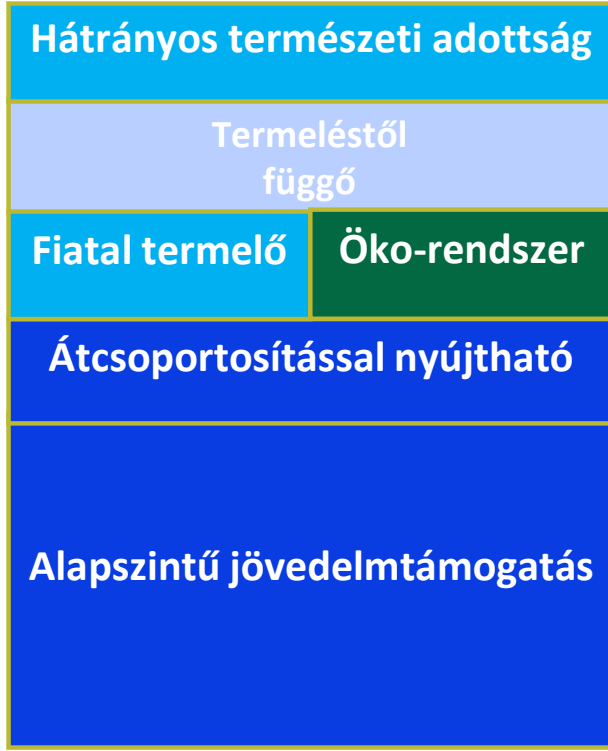 Hátrányos természeti adottság
Termeléstől
függő
Fiatal termelő
Öko-rendszer
Átcsoportosítással nyújtható
Alapszintű jövedelmtámogatás